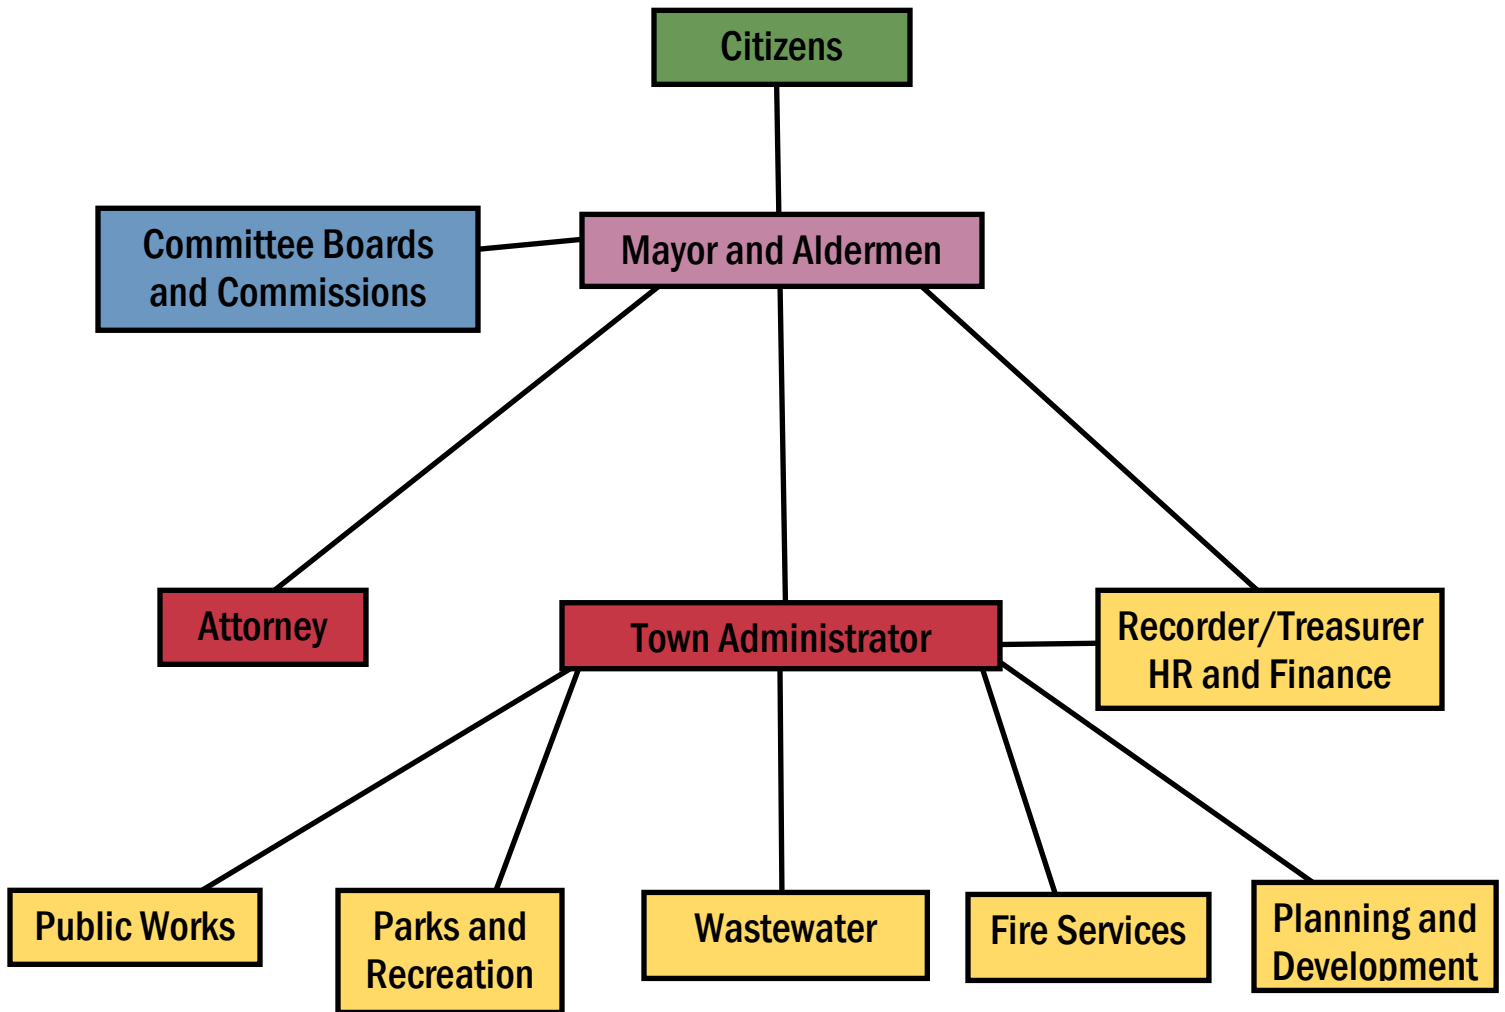 Citizens
Committee Boards
and Commissions
Mayor and Aldermen
Attorney
Town Administrator
Recorder/Treasurer
HR and Finance
Public Works
Parks and
Recreation
Wastewater
Fire Services
Planning and
Development